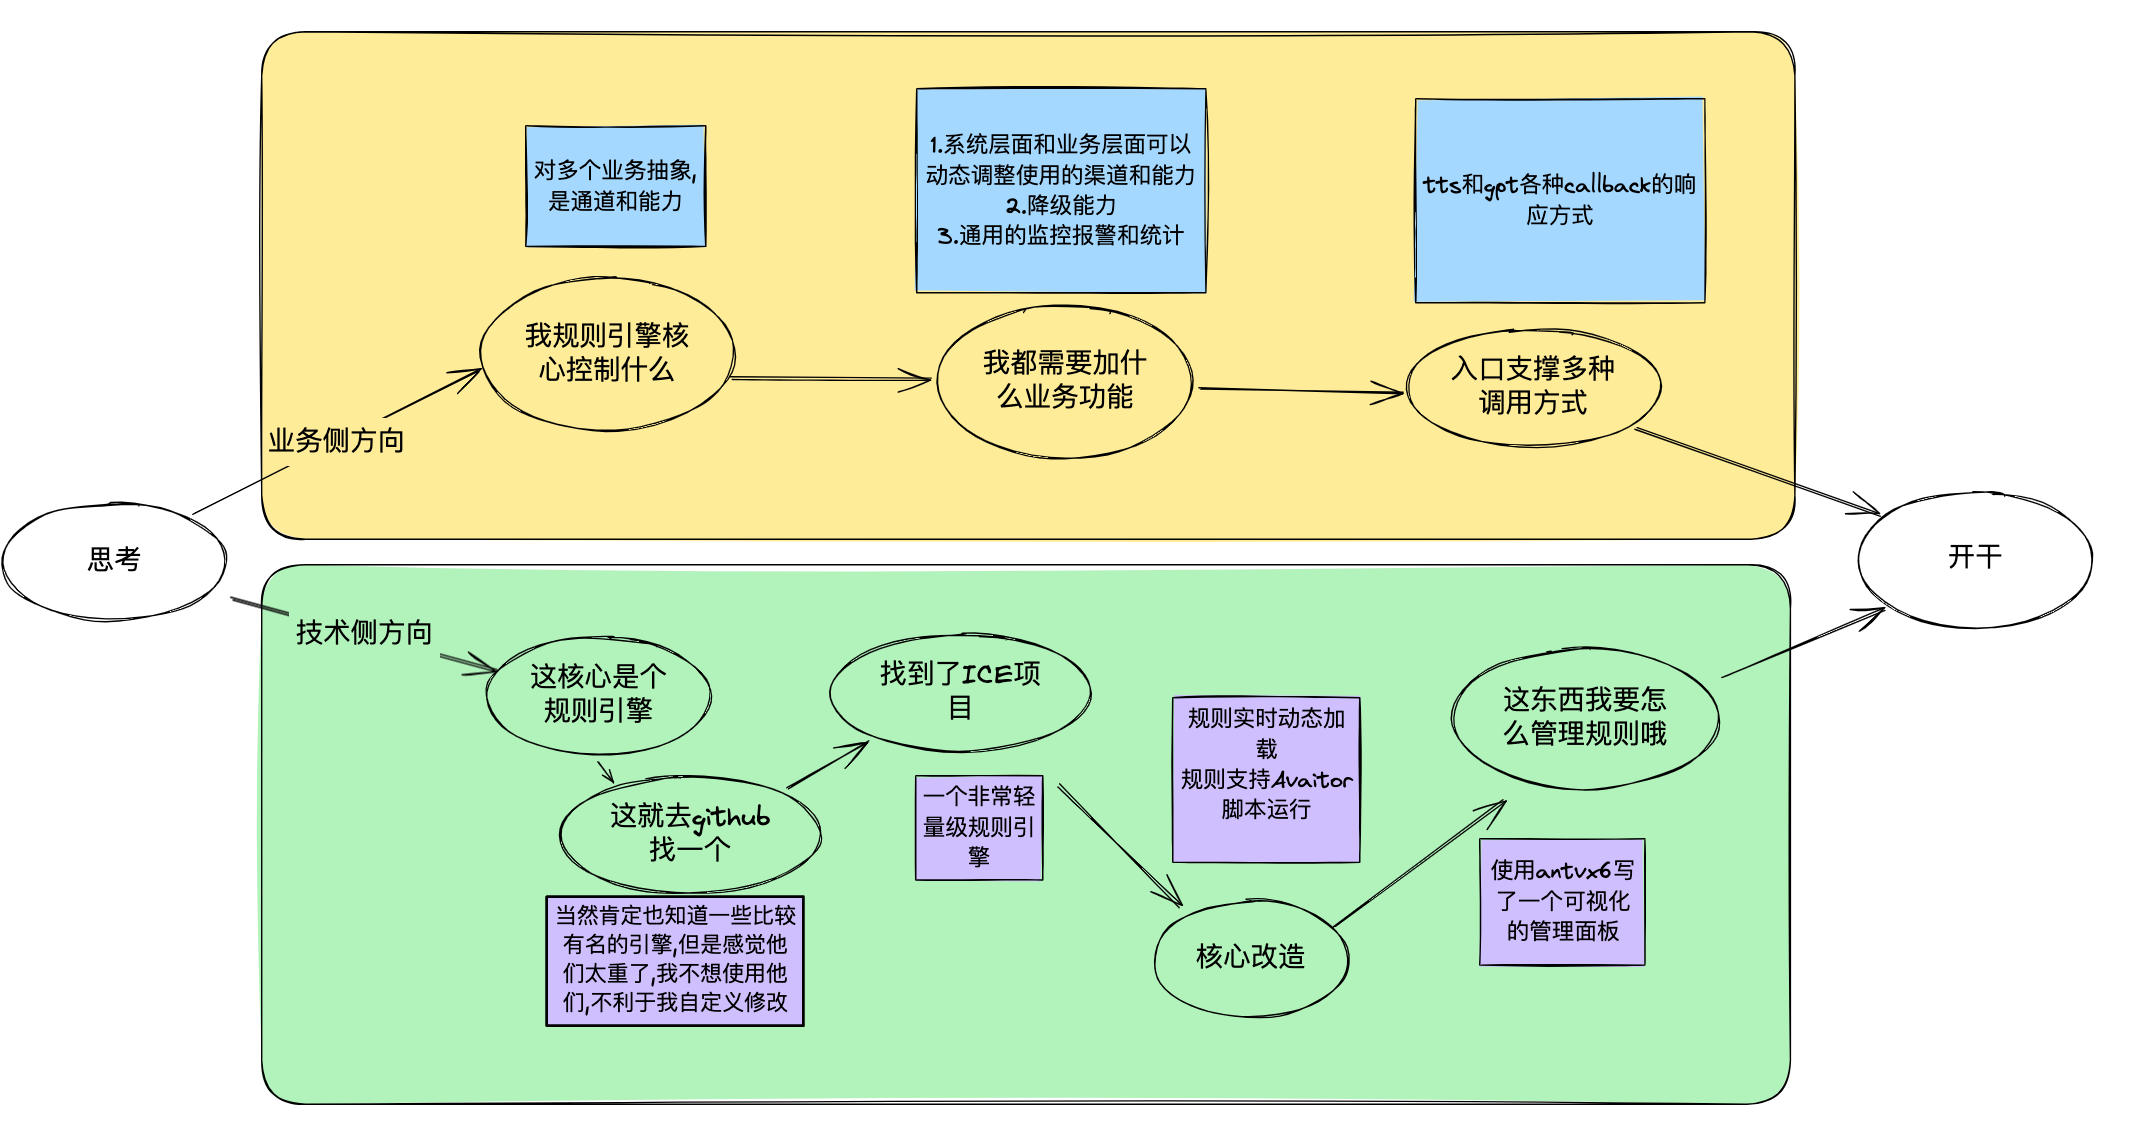 对多个业务抽象,
是通道和能力
1.系统层面和业务层面可以
动态调整使用的渠道和能力
2.降级能力
3.通用的监控报警和统计
tts和gpt各种callback的响
应方式
我规则引擎核
心控制什么
我都需要加什
么业务功能
入口支撑多种
调用方式
业务侧方向
思考
开干
技术侧方向
这核心是个
规则引擎
这就去github
找一个
当然肯定也知道一些比较
有名的引擎,但是感觉他
们太重了,我不想使用他
们,不利于我自定义修改
找到了ICE项
目
一个非常轻
量级规则引
擎
规则实时动态加
载
规则支持Avaitor
脚本运行
核心改造
这东西我要怎
么管理规则哦
使用antvx6写
了一个可视化
的管理面板